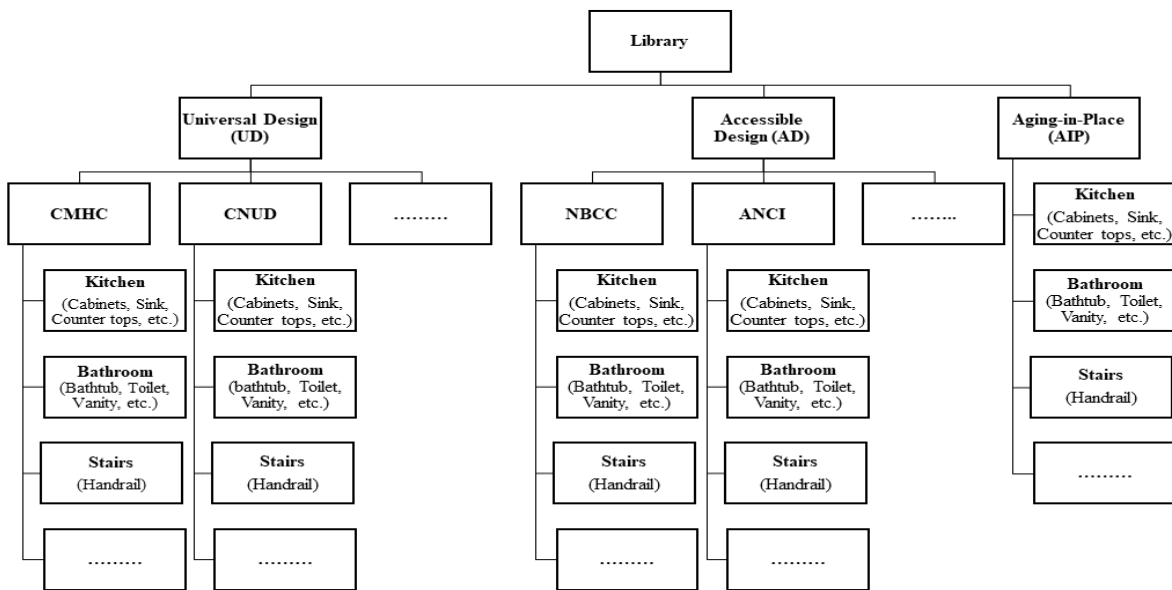 Library
Universal Design
(UD)
Accessible
Design (AD)
Aging-in-Place
(AIP)
CMHC
CNUD
………
NBCC
ANCI
……..
Kitchen
(Cabinets, Sink,
Counter tops, etc.)
Bathroom
(Bathtub, Toilet,
Vanity, etc.)
Stairs
(Handrail)
………
Kitchen
(Cabinets, Sink,
Counter tops, etc.)
Bathroom
(bathtub, Toilet,
Vanity, etc.)
Stairs
(Handrail)
………
Kitchen
(Cabinets, Sink,
Counter tops, etc.)
Bathroom
(Bathtub, Toilet,
Vanity, etc.)
Stairs
(Handrail)
………
Kitchen
(Cabinets, Sink,
Counter tops, etc.)
Bathroom
(Bathtub, Toilet,
Vanity, etc.)
Stairs
(Handrail)
………
Kitchen
(Cabinets, Sink,
Counter tops, etc.)
Bathroom
(Bathtub, Toilet,
Vanity, etc.)
Stairs
(Handrail)
………